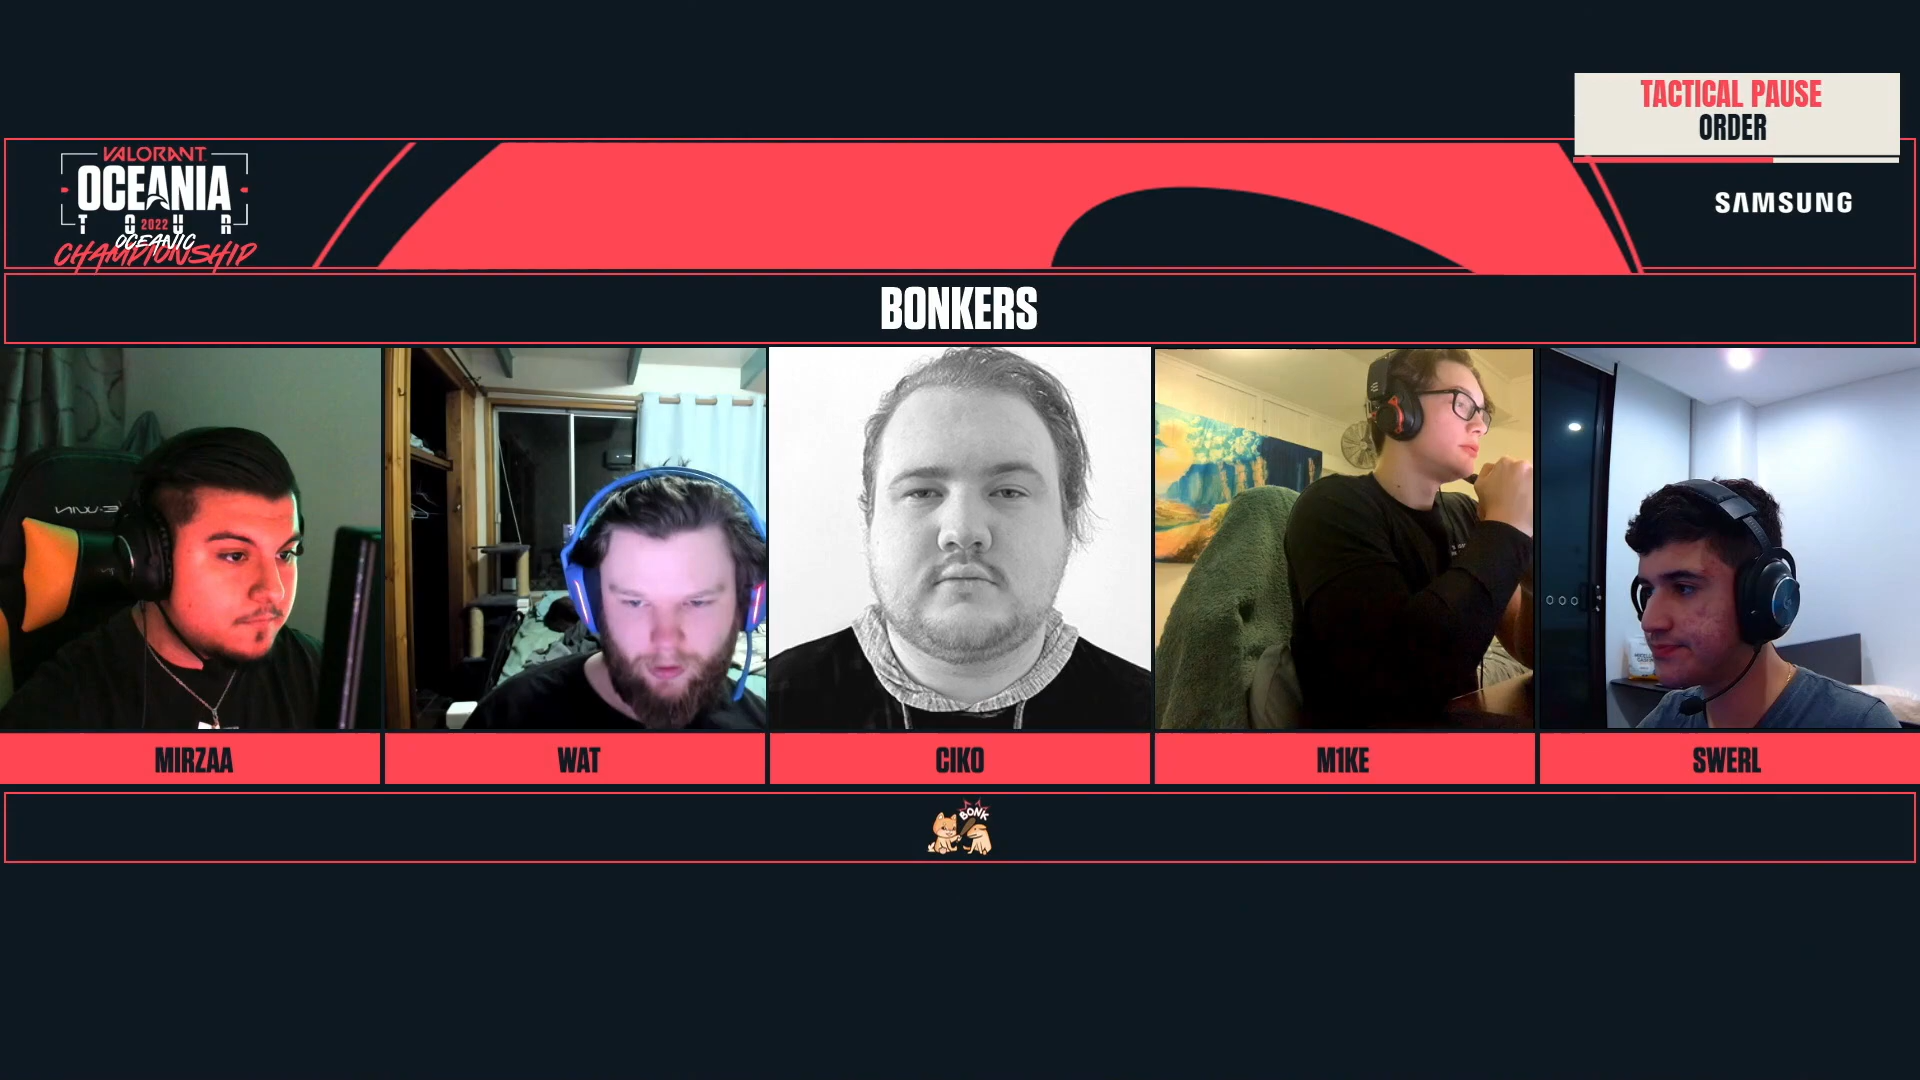 TACTICAL PAUSE
ORDER
VALORANT
OCEANIA
TOUR
2022
OCEANIC
CHAMPIONSHIP
SAMSUNG
BONKERS
MIRZAA
WAT
CIKO
M1KE
SWERL
BONK